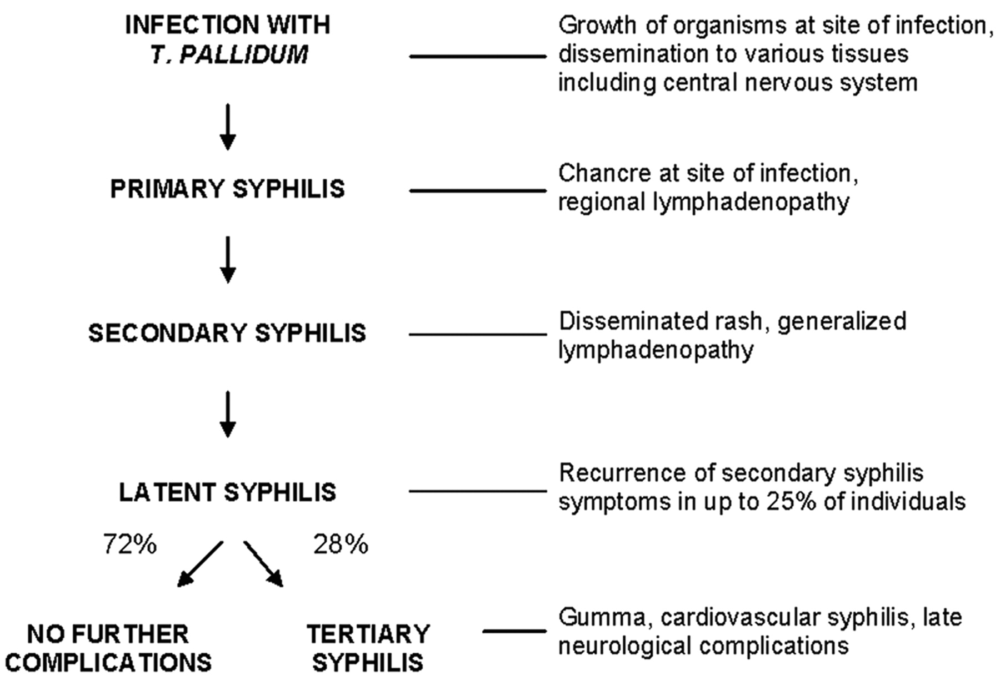 INFECTION WITH
T. PALLIDUM
Growth of organisms at site of infection,
dissemination to various tissues
including central nervous system
PRIMARY SYPHILIS
Chancre at site of infection,
regional lymphadenopathy
SECONDARY SYPHILIS
Disseminated rash, generalized
lymphadenopathy
LATENT SYPHILIS
Recurrence of secondary syphilis
symptoms in up to 25% of individuals
72%
28%
NO FURTHER
COMPLICATIONS
TERTIARY
SYPHILIS
Gumma, cardiovascular syphilis, late
neurological complications